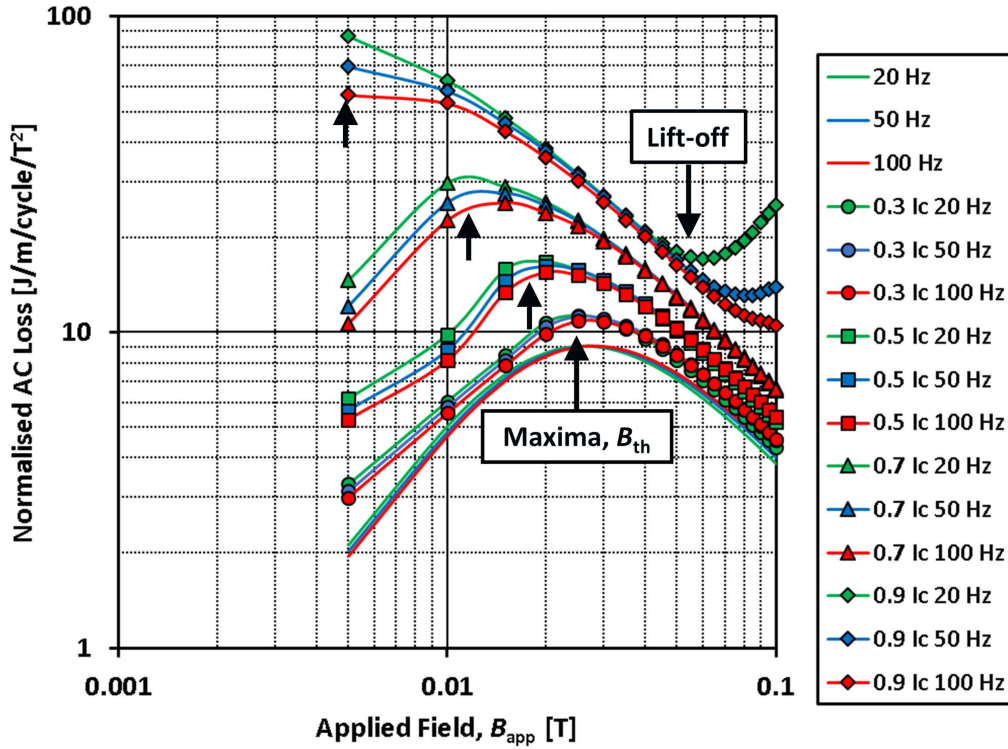 100
10
1
0.001
0.01
0.1
Normalised AC Loss [J/m/cycle/T²]
Applied Field, Bapp [T]
Lift-off
Maxima, Bth
20 Hz
50 Hz
100 Hz
0.3 Ic 20 Hz
0.3 Ic 50 Hz
0.3 Ic 100 Hz
0.5 Ic 20 Hz
0.5 Ic 50 Hz
0.5 Ic 100 Hz
0.7 Ic 20 Hz
0.7 Ic 50 Hz
0.7 Ic 100 Hz
0.9 Ic 20 Hz
0.9 Ic 50 Hz
0.9 Ic 100 Hz